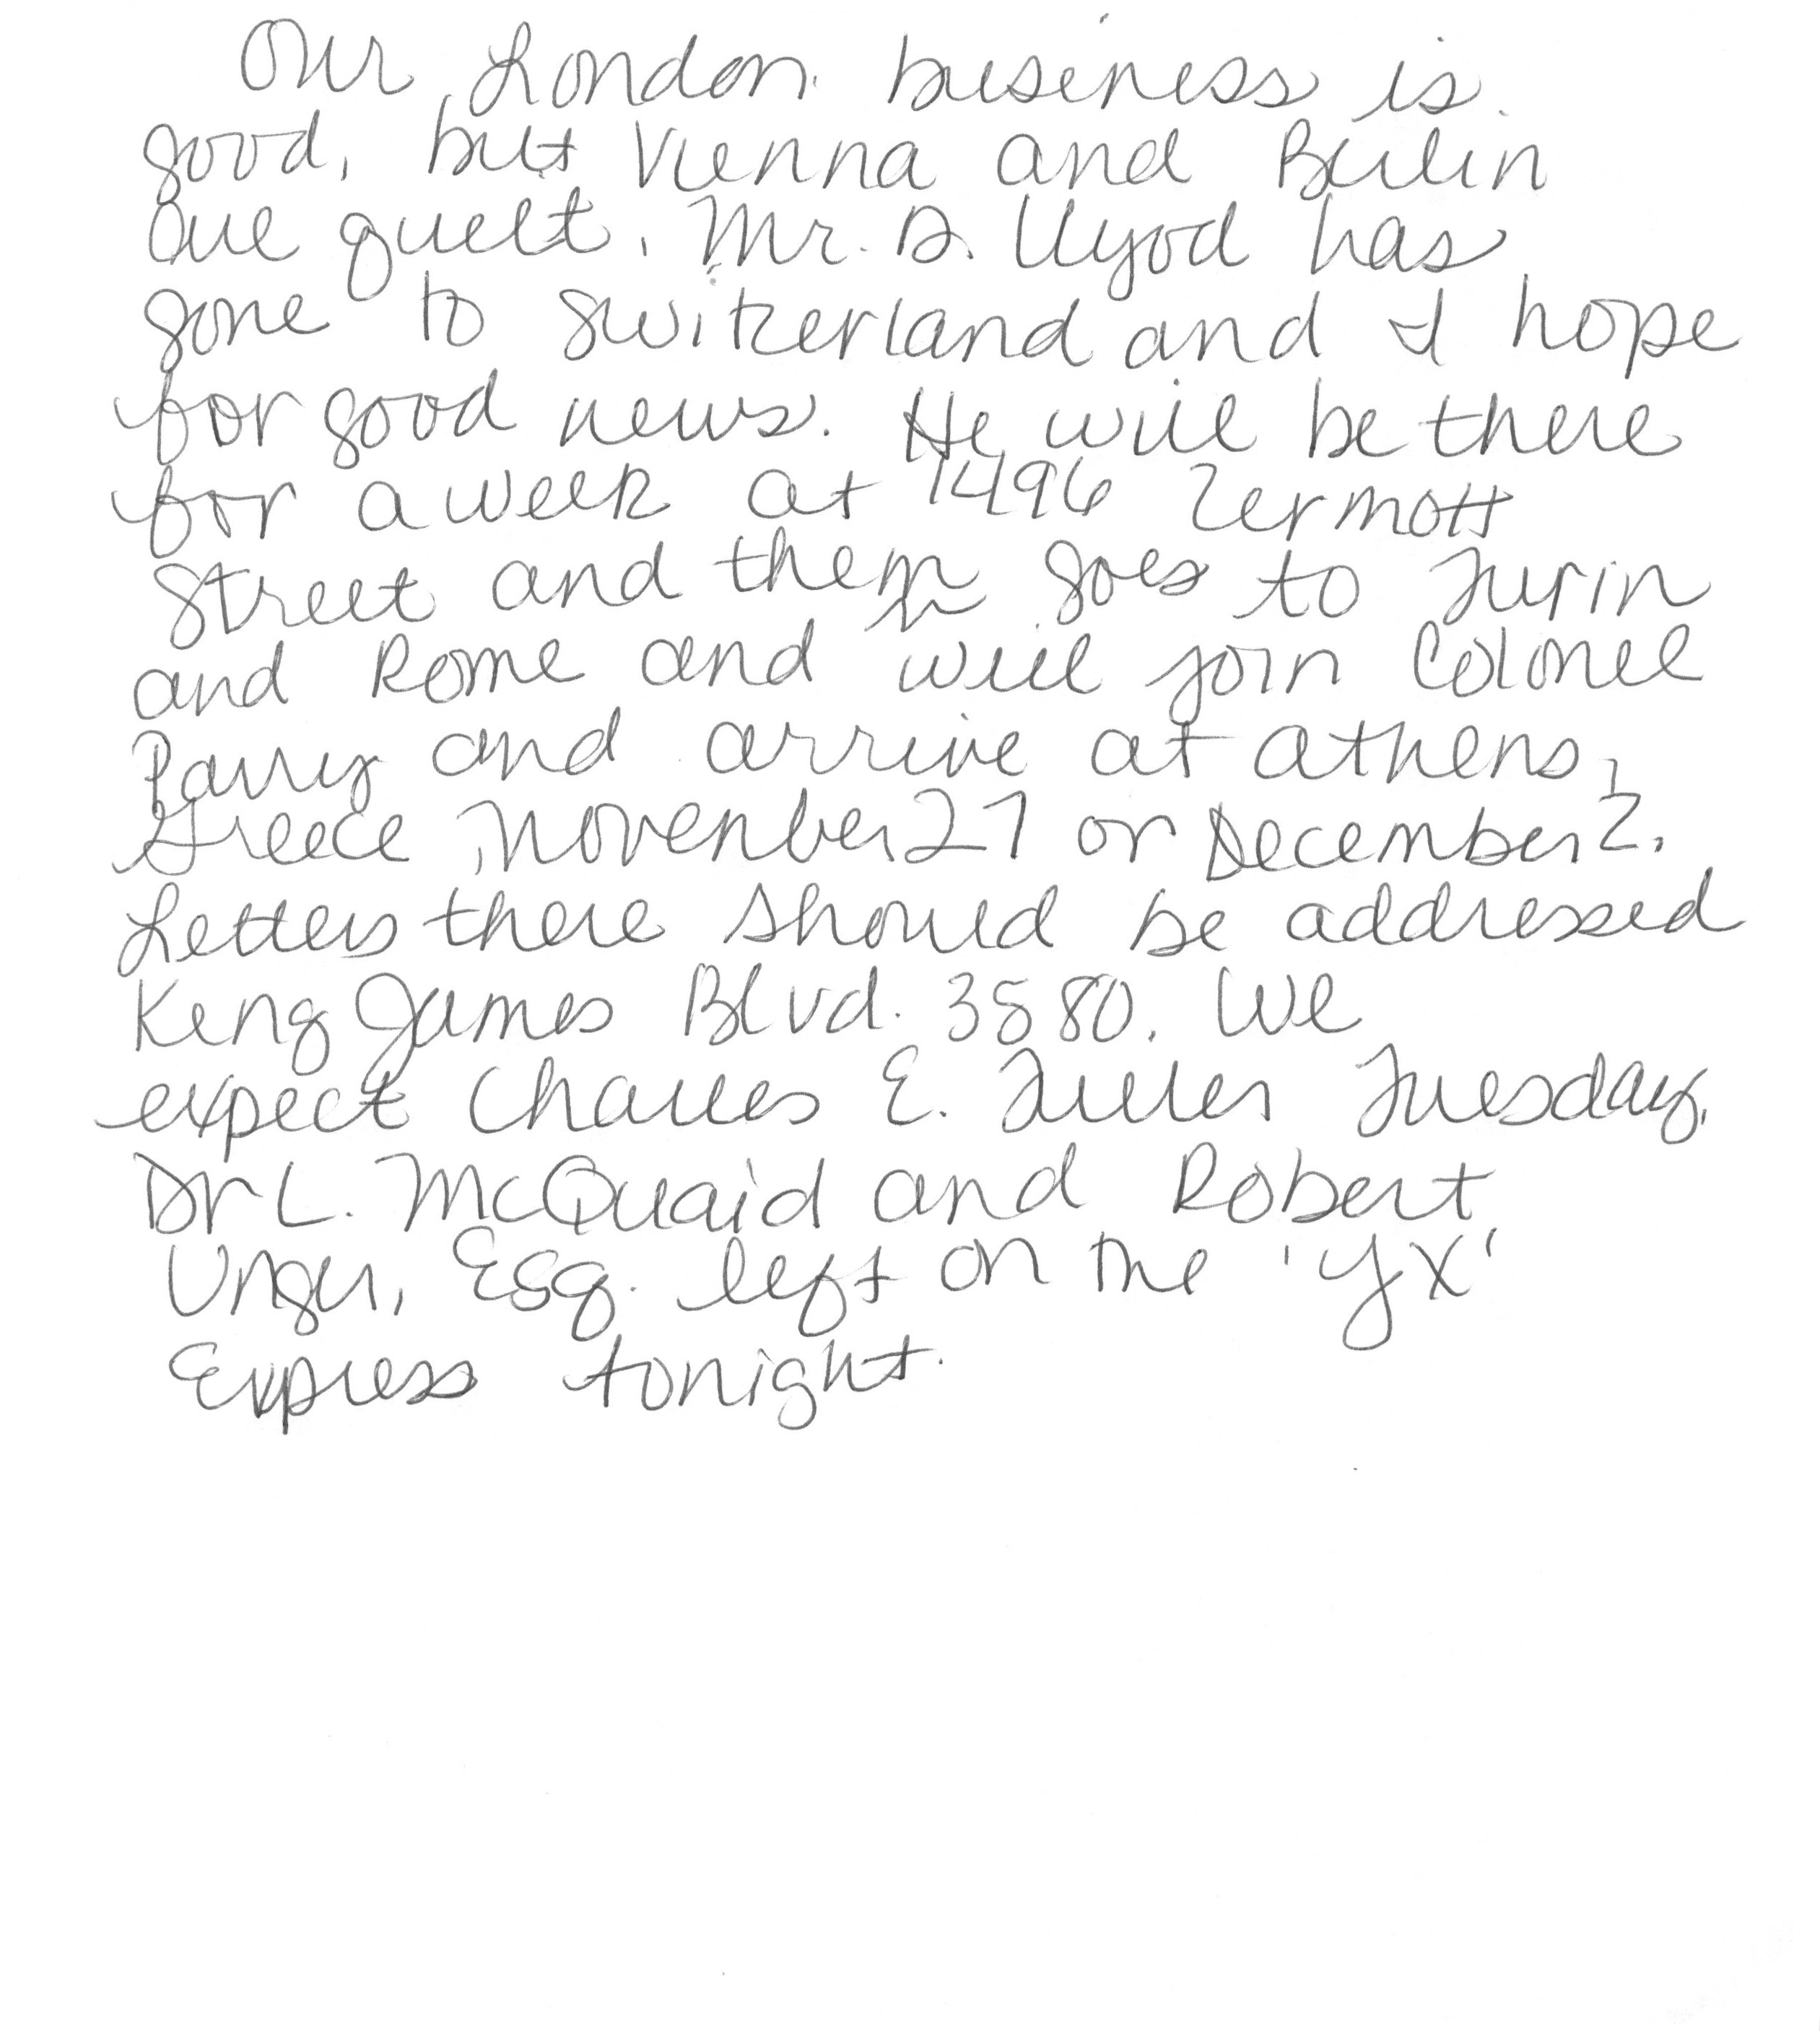 Our London business is
good, but Vienna and Berlin
are quiet. Mr. D. Llyod has
gone to Switzerland and I hope
for good news. He will be there
for a week at 1496 Zermott
Street and then goes to Turin
and Rome and will join Colonel
Parry and arrive at Athens,
Greece, November 27 or December 2.
Letters there should be addressed
King James Blvd. 3580. We
expect Charles E. Fuller Tuesday.
Dr L. McQuaid and Robert
Unger, Esq. left on the 'YX'
Express tonight.